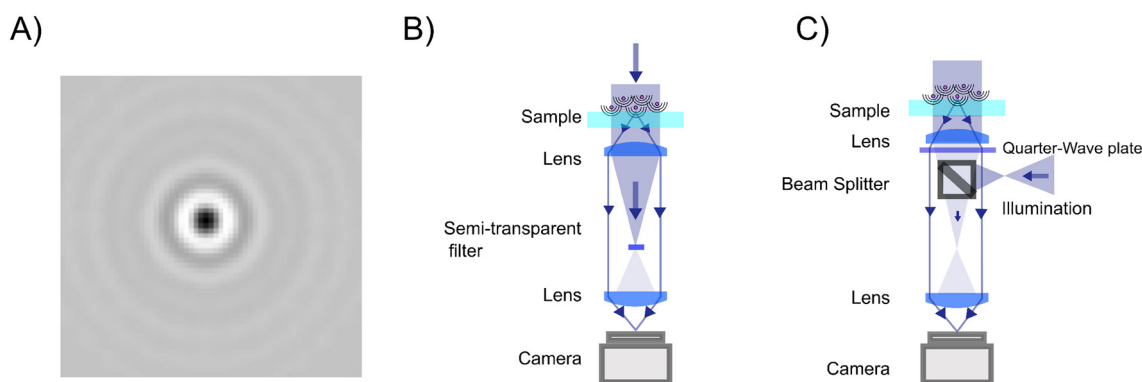 A)
B)
Sample
Lens
Semi-transparent
filter
Lens
Camera
C)
Sample
Lens
Quarter-Wave plate
Beam Splitter
Illumination
Lens
Camera